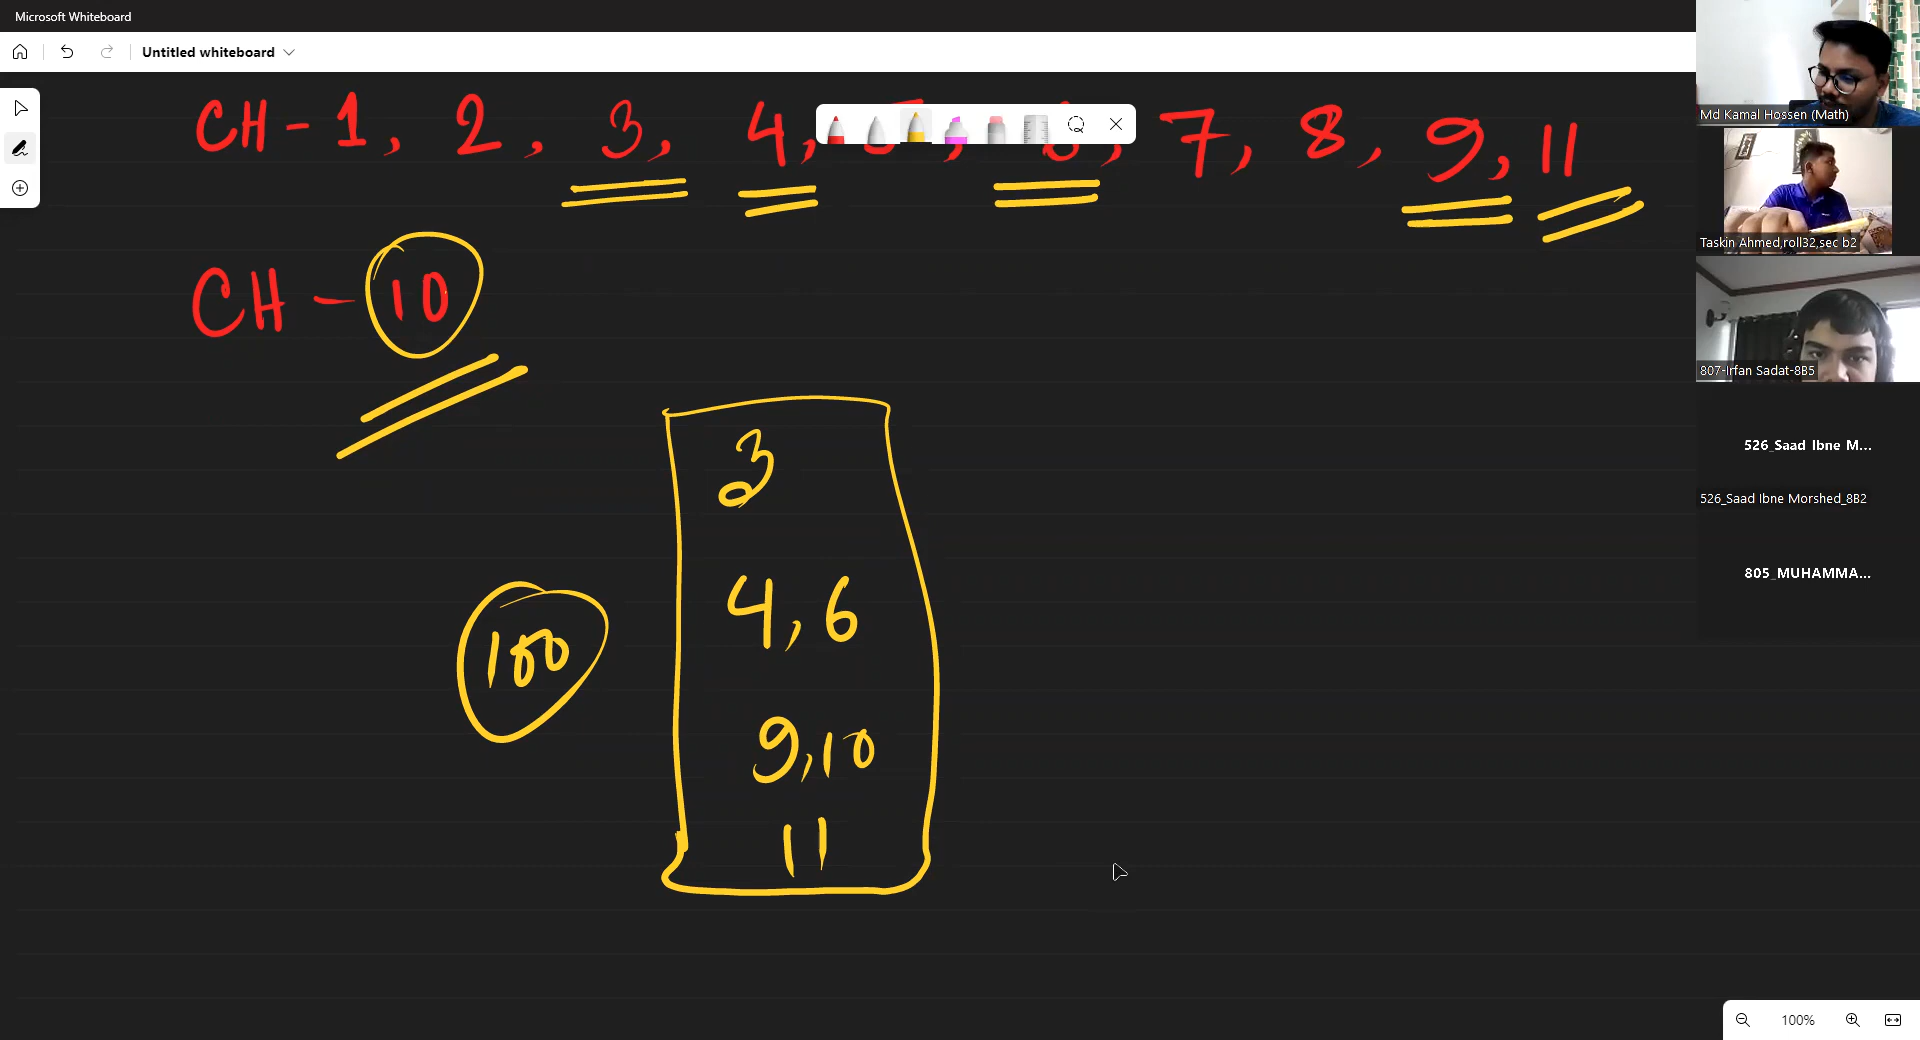 Microsoft Whiteboard
Untitled whiteboard
CH - 1, 2, 3, 4, 5, 6, 7, 8, 9, 11
CH - 10
3
4, 6
100
9, 10
11
Md Kamal Hossen (Math)
Taskin Ahmed,roll32,sec b2
807-Irfan Sadat-8B5
526_Saad Ibne M...
526_Saad Ibne Morshed_8B2
805_MUHAMMA...
100%